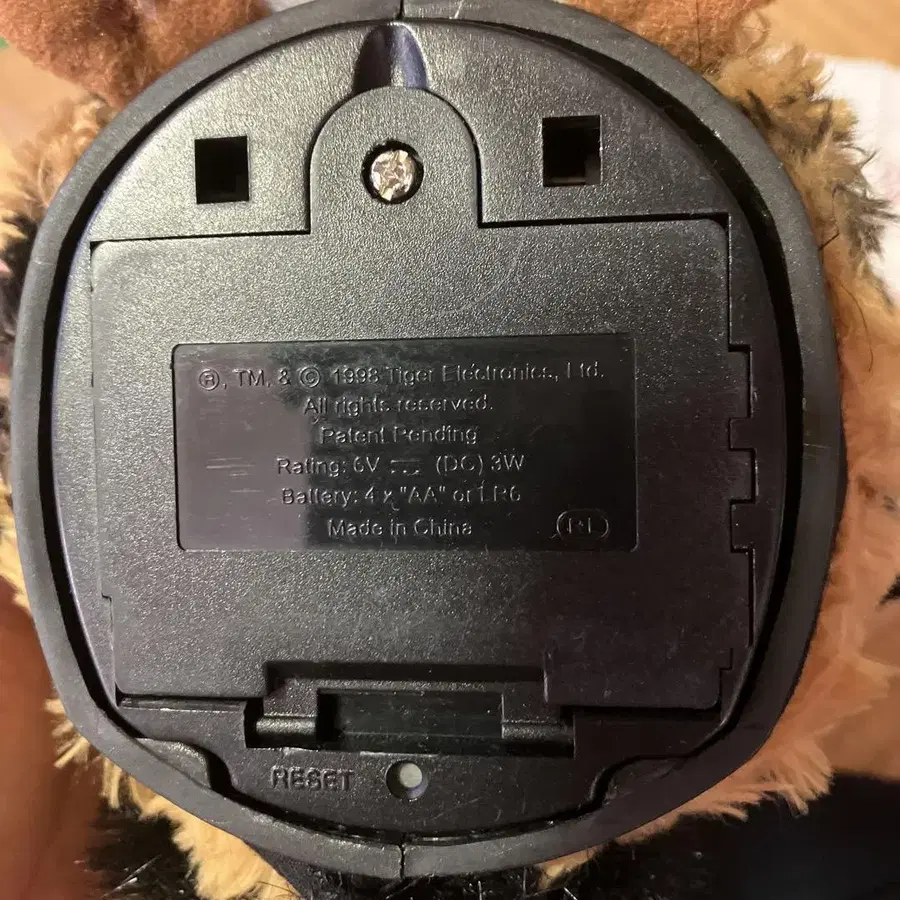 ®, TM, & © 1998 Tiger Electronics, Ltd.
All rights reserved.
Patent Pending
Rating: 6V ⎓ (DC) 3W
Battery: 4 x "AA" or LR6
Made in China
RESET